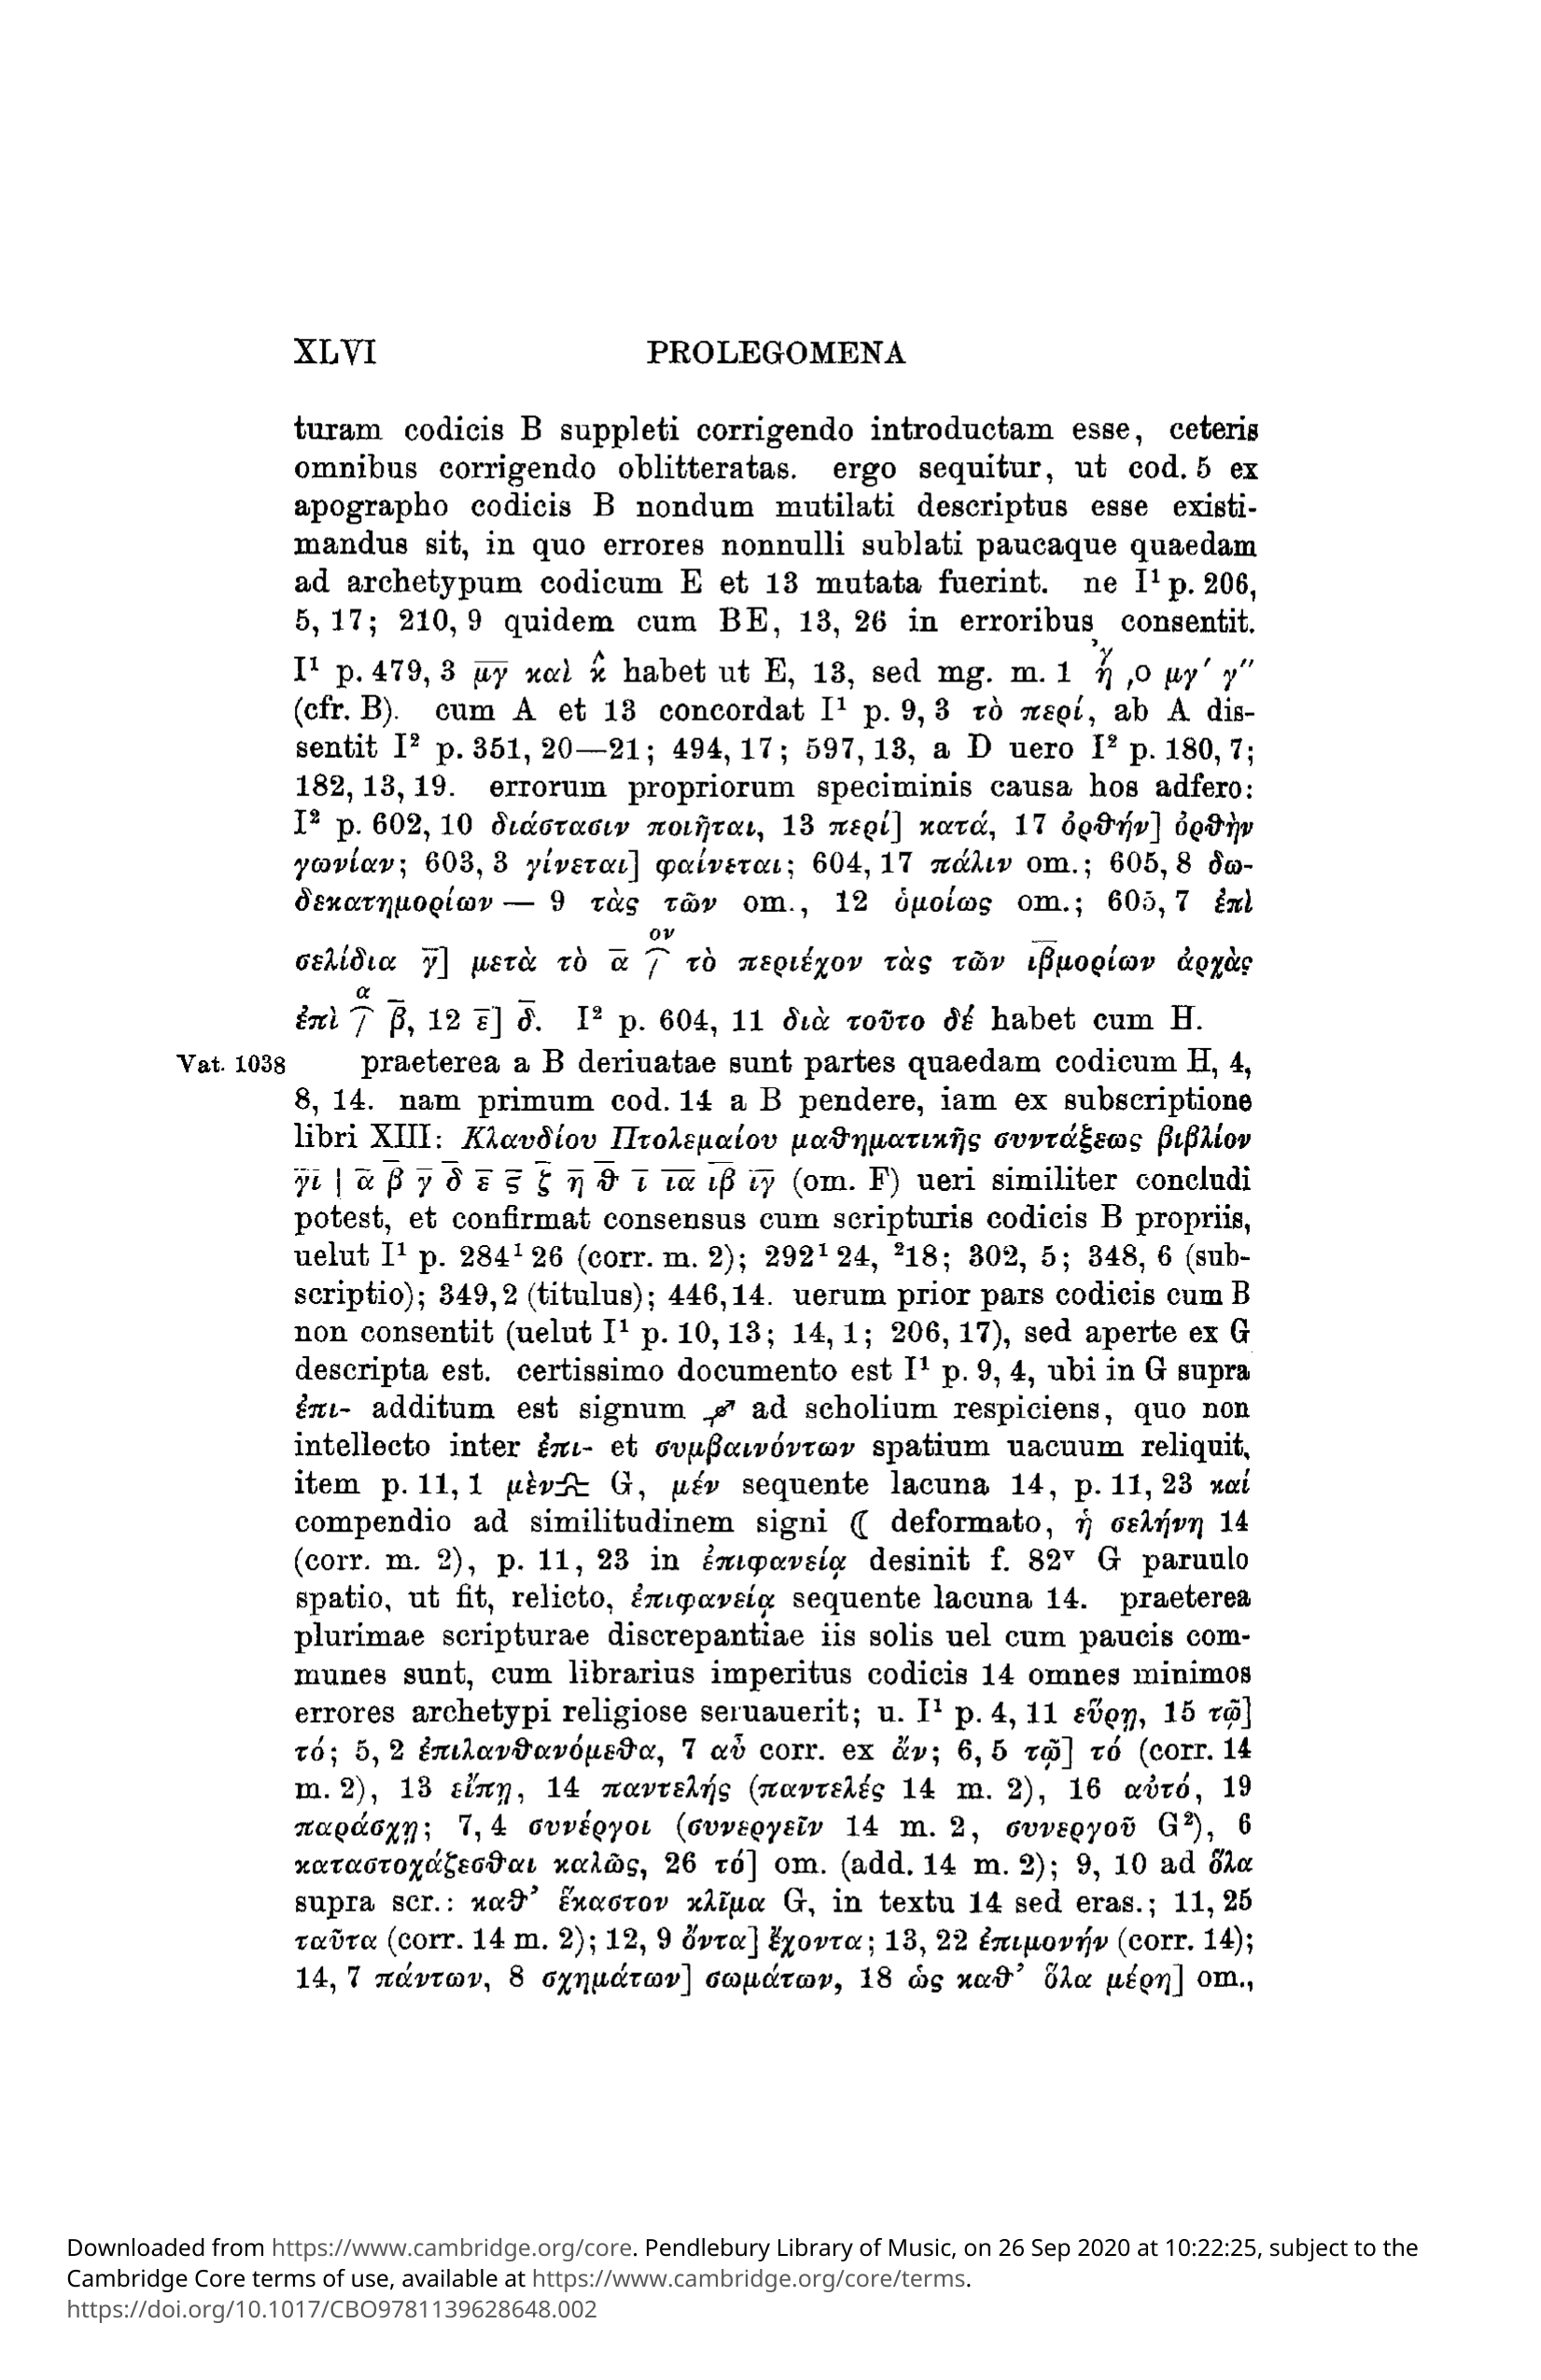 XLVI PROLEGOMENA
turam codicis B suppleti corrigendo introductam esse, ceteris
omnibus corrigendo oblitteratas. ergo sequitur, ut cod. 5 ex
apographo codicis B nondum mutilati descriptus esse existi-
mandus sit, in quo errores nonnulli sublati paucaque quaedam
ad archetypum codicum E et 13 mutata fuerint. ne I¹ p. 206,
5, 17; 210, 9 quidem cum BE, 13, 26 in erroribus consentit.
I¹ p. 479, 3 μ̅γ̅ καὶ κ̂ habet ut E, 13, sed mg. m. 1 ͵ο μγ′ γ″
(cfr. B). cum A et 13 concordat I¹ p. 9, 3 τὸ περί, ab A dis-
sentit I² p. 351, 20—21; 494, 17; 597, 13, a D uero I² p. 180, 7;
182, 13, 19. errorum propriorum speciminis causa hos adfero:
I² p. 602, 10 διάστασιν ποιῆται, 13 περί] κατά, 17 ὀρθήν] ὀρθὴν
γωνίαν; 603, 3 γίνεται] φαίνεται; 604, 17 πάλιν om.; 605, 8 δω-
δεκατημορίων — 9 τὰς τῶν om., 12 ὁμοίως om.; 605, 7 ἐπὶ
σελίδια γ̅] μετὰ τὸ α̅ ον τὸ περιέχον τὰς τῶν ι̅β̅μορίων ἀρχὰς
ἐπὶ α β̅, 12 ε̅] δ̅. I² p. 604, 11 διὰ τοῦτο δέ habet cum H.
Vat. 1038 praeterea a B deriuatae sunt partes quaedam codicum H, 4,
8, 14. nam primum cod. 14 a B pendere, iam ex subscriptione
libri XIII: Κλαυδίου Πτολεμαίου μαθηματικῆς συντάξεως βιβλίον
γ̅ι̅ | α̅ β̅ γ̅ δ̅ ε̅ ϛ̅ ζ̅ η̅ θ̅ ι̅ ι̅α̅ ι̅β̅ ι̅γ̅ (om. F) ueri similiter concludi
potest, et confirmat consensus cum scripturis codicis B propriis,
uelut I¹ p. 284¹ 26 (corr. m. 2); 292¹ 24, ²18; 302, 5; 348, 6 (sub-
scriptio); 349, 2 (titulus); 446, 14. uerum prior pars codicis cum B
non consentit (uelut I¹ p. 10, 13; 14, 1; 206, 17), sed aperte ex G
descripta est. certissimo documento est I¹ p. 9, 4, ubi in G supra
ἐπι- additum est signum ad scholium respiciens, quo non
intellecto inter ἐπι- et συμβαινόντων spatium uacuum reliquit,
item p. 11, 1 μὲν G, μέν sequente lacuna 14, p. 11, 23 καί
compendio ad similitudinem signi ☾ deformato, ἡ σελήνη 14
(corr. m. 2), p. 11, 23 in ἐπιφανείᾳ desinit f. 82ᵛ G paruulo
spatio, ut fit, relicto, ἐπιφανείᾳ sequente lacuna 14. praeterea
plurimae scripturae discrepantiae iis solis uel cum paucis com-
munes sunt, cum librarius imperitus codicis 14 omnes minimos
errores archetypi religiose seruauerit; u. I¹ p. 4, 11 εὕρῃ, 15 τῷ]
τό; 5, 2 ἐπιλανθανόμεθα, 7 αὖ corr. ex ἄν; 6, 5 τῷ] τό (corr. 14
m. 2), 13 εἴπῃ, 14 παντελής (παντελές 14 m. 2), 16 αὐτό, 19
παράσχῃ; 7, 4 συνέργοι (συνεργεῖν 14 m. 2, συνεργοῦ G²), 6
καταστοχάζεσθαι καλῶς, 26 τό] om. (add. 14 m. 2); 9, 10 ad ὅλα
supra scr.: καθ’ ἕκαστον κλῖμα G, in textu 14 sed eras.; 11, 25
ταῦτα (corr. 14 m. 2); 12, 9 ὄντα] ἔχοντα; 13, 22 ἐπιμονήν (corr. 14);
14, 7 πάντων, 8 σχημάτων] σωμάτων, 18 ὡς καθ’ ὅλα μέρη] om.,
Downloaded from https://www.cambridge.org/core. Pendlebury Library of Music, on 26 Sep 2020 at 10:22:25, subject to the
Cambridge Core terms of use, available at https://www.cambridge.org/core/terms.
https://doi.org/10.1017/CBO9781139628648.002